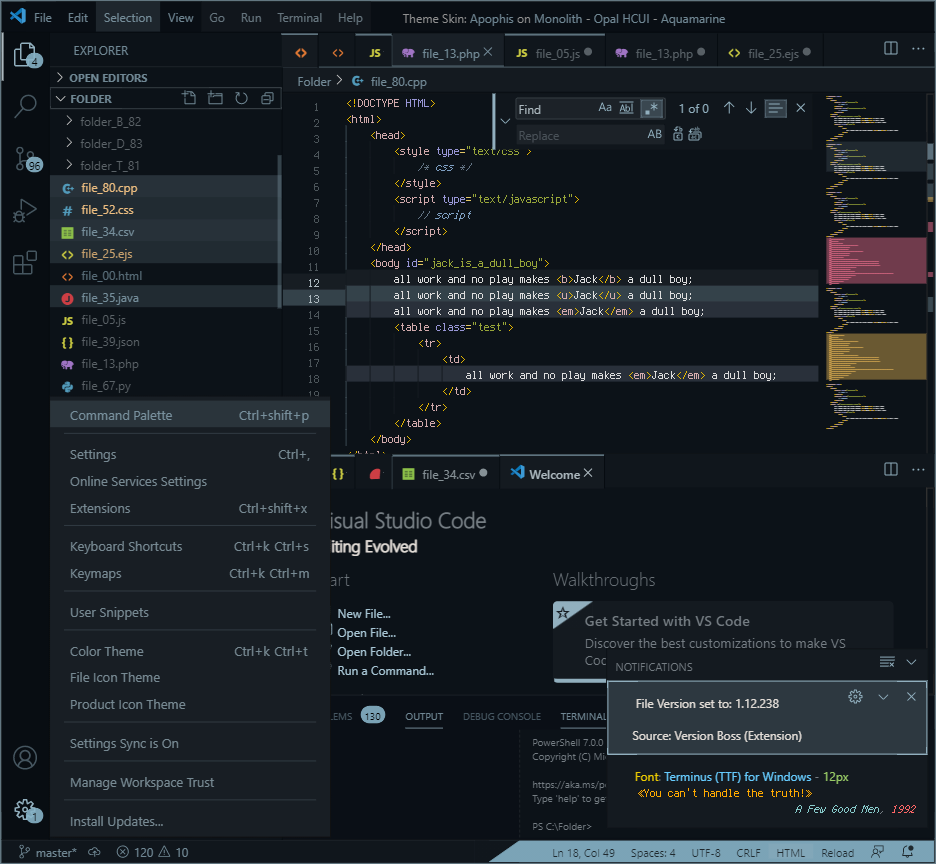 File Edit Selection View Go Run Terminal Help Theme Skin: Apophis on Monolith - Opal HCUI - Aquamarine
4
EXPLORER
JS file_13.php JS file_05.js file_13.php file_25.ejs
OPEN EDITORS
FOLDER
Folder > file_80.cpp
folder_B_82
folder_D_83
folder_T_81
file_80.cpp
file_52.css
file_34.csv
file_25.ejs
file_00.html
file_35.java
JS file_05.js
file_39.json
file_13.php
file_67.py
96
Find Aa Abl .* 1 of 0
Replace AB
1 <!DOCTYPE HTML>
2 <html>
3 <head>
4 <style type="text/css">
5 /* css */
6 </style>
7 <script type="text/javascript">
8 // script
9 </script>
10 </head>
11 <body id="jack_is_a_dull_boy">
12 all work and no play makes <b>Jack</b> a dull boy;
13 all work and no play makes <u>Jack</u> a dull boy;
14 all work and no play makes <em>Jack</em> a dull boy;
15 <table class="test">
16 <tr>
17 <td>
18 all work and no play makes <em>Jack</em> a dull boy;
</td>
</tr>
</table>
</body>
Command Palette Ctrl+shift+p
Settings Ctrl+,
Online Services Settings
Extensions Ctrl+shift+x
Keyboard Shortcuts Ctrl+k Ctrl+s
Keymaps Ctrl+k Ctrl+m
User Snippets
Color Theme Ctrl+k Ctrl+t
File Icon Theme
Product Icon Theme
Settings Sync is On
Manage Workspace Trust
Install Updates...
1
file_34.csv Welcome
isual Studio Code
iting Evolved
art
New File...
Open File...
Open Folder...
Run a Command...
Walkthroughs
Get Started with VS Code
Discover the best customizations to make VS
Coc
LEMS 130 OUTPUT DEBUG CONSOLE TERMINAL
PowerShell 7.0.0
Copyright (C) Mi
https://aka.ms/p
Type 'help' to ge
PS C:\Folder>
NOTIFICATIONS
File Version set to: 1.12.238
Source: Version Boss (Extension)
Font: Terminus (TTF) for Windows - 12px
<You can't handle the truth!>
A Few Good Men, 1992
master* 120 10 Ln 18, Col 49 Spaces: 4 UTF-8 CRLF HTML Reload